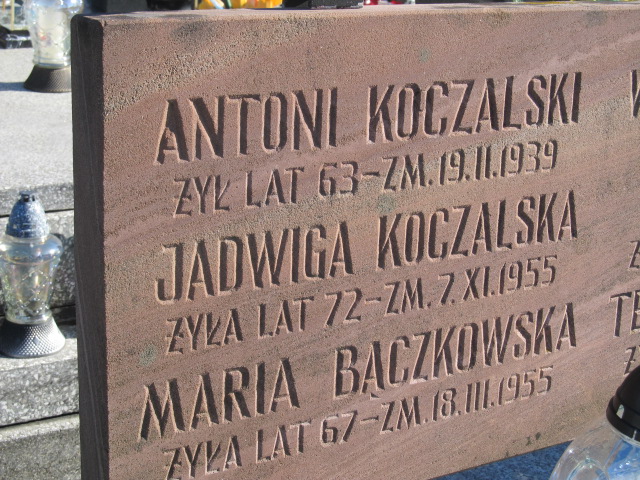 ANTONI KOCZALSKI
ŻYŁ LAT 63-ZM.19.II.1939
JADWIGA KOCZALSKA
ŻYŁA LAT 72-ZM.7.XI.1955
MARIA BĄCZKOWSKA
ŻYŁA LAT 67-ZM.18.III.1955